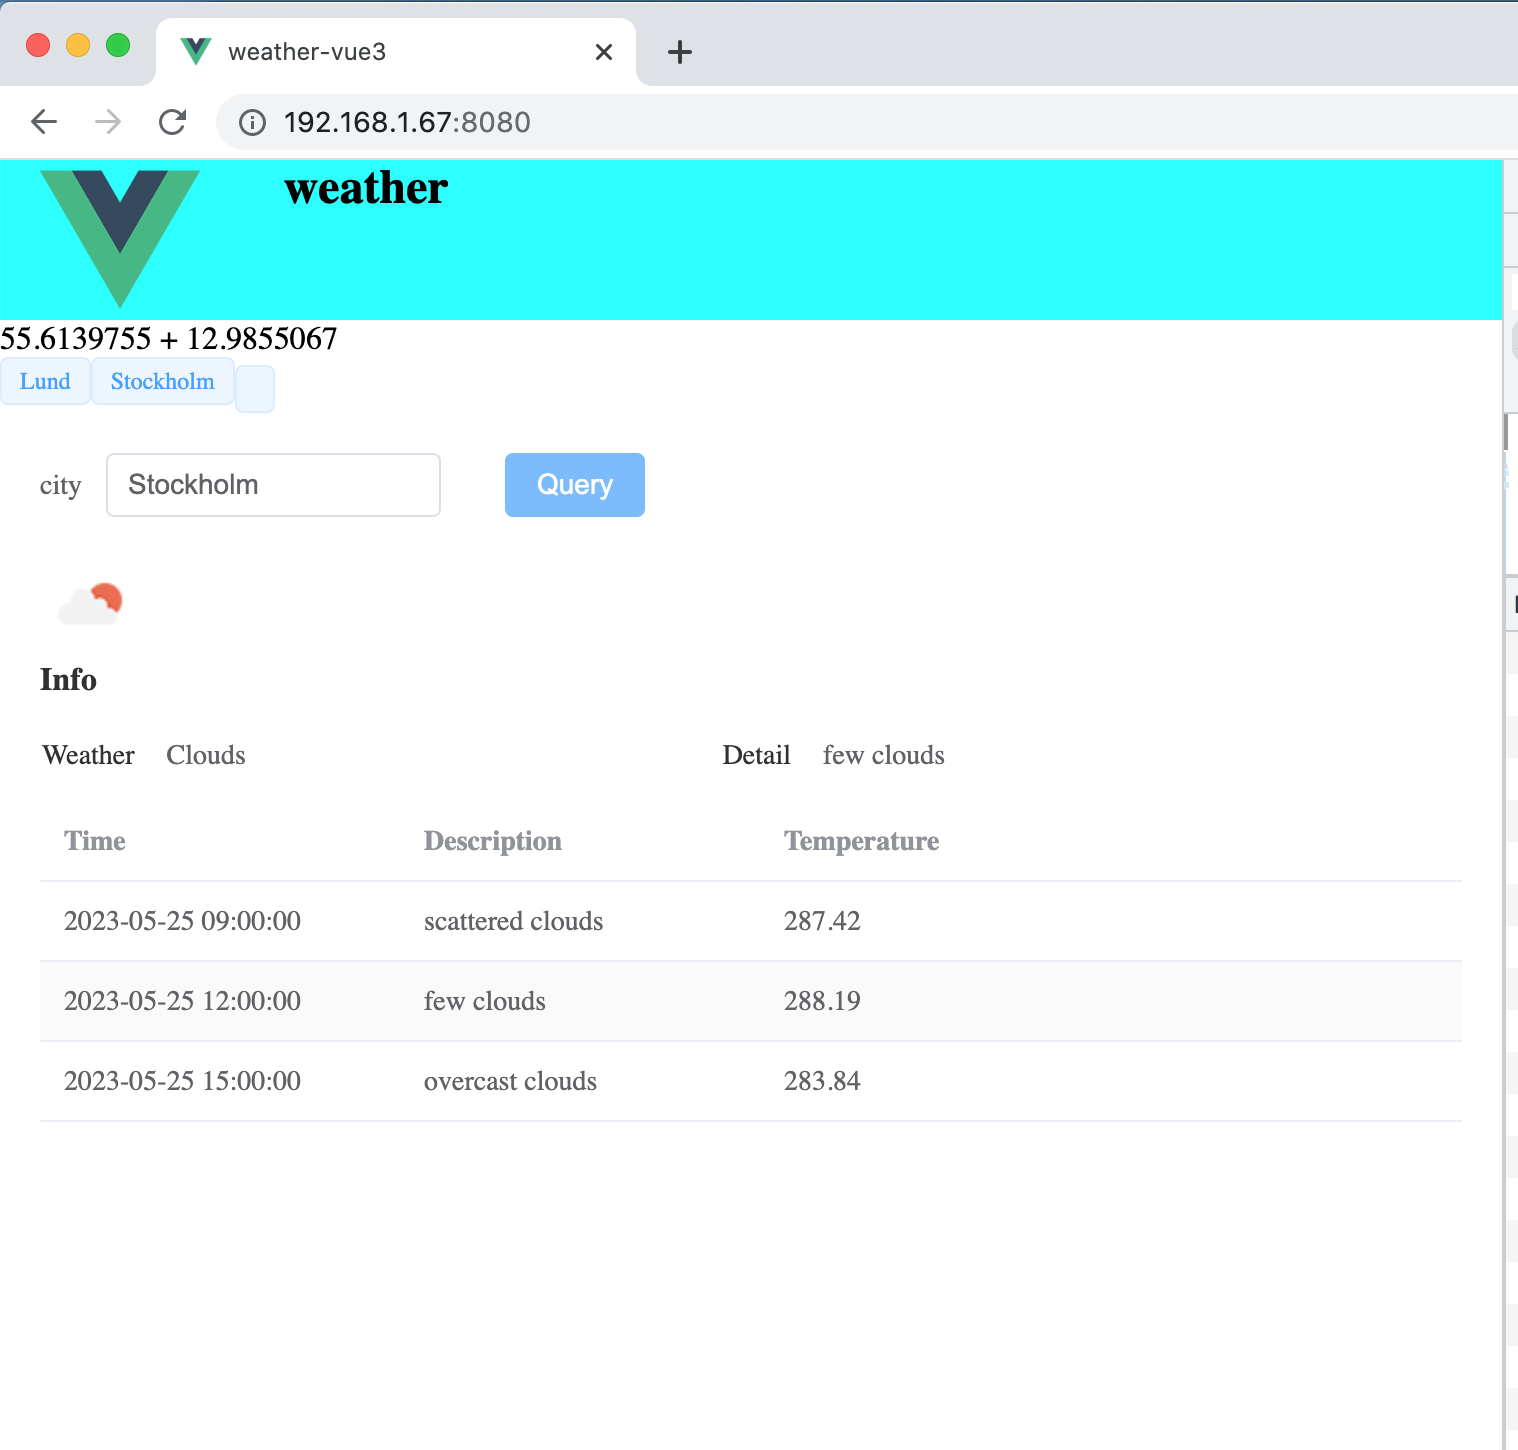 weather-vue3
192.168.1.67:8080
weather
55.6139755 + 12.9855067
Lund Stockholm
city Stockholm Query
Info
Weather Clouds Detail few clouds
Time Description Temperature
2023-05-25 09:00:00 scattered clouds 287.42
2023-05-25 12:00:00 few clouds 288.19
2023-05-25 15:00:00 overcast clouds 283.84